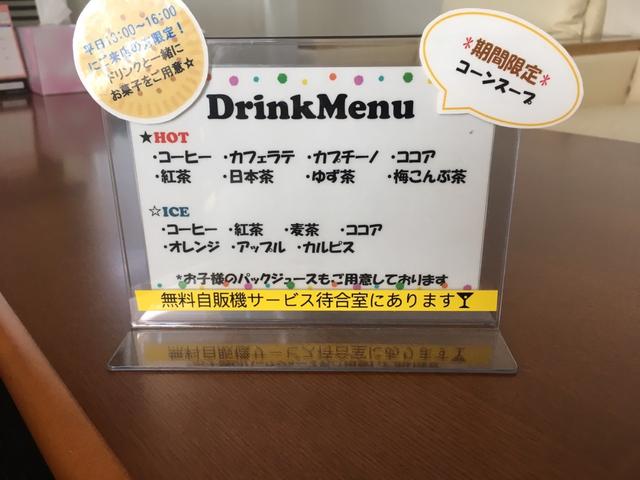 平日13:00~16:00
にご来店の方限定!
ドリンクと一緒に
お菓子をご用意☆
*期間限定*
コーンスープ
DrinkMenu
★HOT
・コーヒー ・カフェラテ ・カプチーノ ・ココア
・紅茶 ・日本茶 ・ゆず茶 ・梅こんぶ茶
☆ICE
・コーヒー ・紅茶 ・麦茶 ・ココア
・オレンジ ・アップル ・カルピス
*お子様のパックジュースもご用意しております
無料自販機サービス待合室にあります🍸